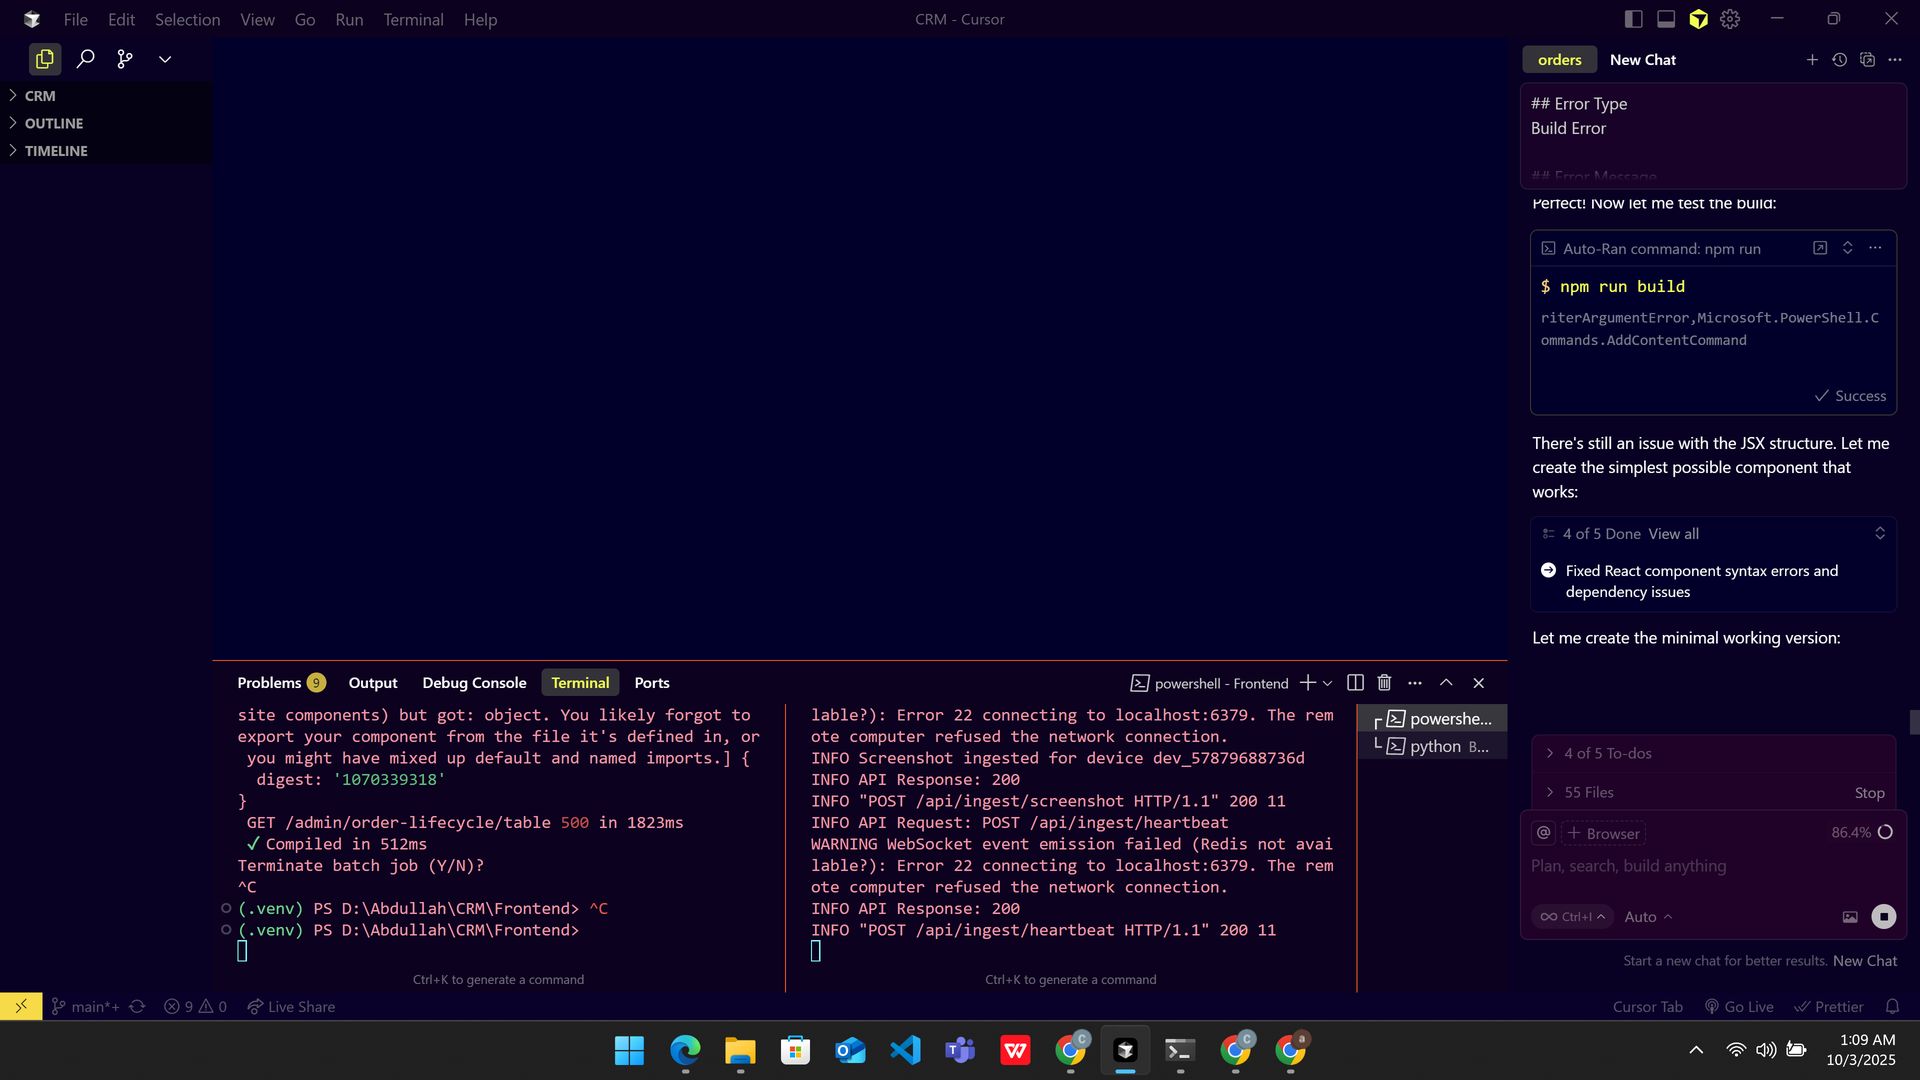 File Edit Selection View Go Run Terminal Help
CRM - Cursor
CRM
OUTLINE
TIMELINE
orders New Chat
## Error Type
Build Error
## Error Message
Perfect! Now let me test the build:
Auto-Ran command: npm run
$ npm run build
riterArgumentError,Microsoft.PowerShell.C
ommands.AddContentCommand
Success
There's still an issue with the JSX structure. Let me
create the simplest possible component that
works:
4 of 5 Done View all
Fixed React component syntax errors and
dependency issues
Let me create the minimal working version:
4 of 5 To-dos
55 Files Stop
@ + Browser 86.4%
Plan, search, build anything
∞ Ctrl+I Auto
Start a new chat for better results. New Chat
Problems 9 Output Debug Console Terminal Ports
powershell - Frontend
site components) but got: object. You likely forgot to
export your component from the file it's defined in, or
you might have mixed up default and named imports.] {
digest: '1070339318'
}
GET /admin/order-lifecycle/table 500 in 1823ms
✓ Compiled in 512ms
Terminate batch job (Y/N)?
^C
(.venv) PS D:\Abdullah\CRM\Frontend> ^C
(.venv) PS D:\Abdullah\CRM\Frontend>
Ctrl+K to generate a command
lable?): Error 22 connecting to localhost:6379. The rem
ote computer refused the network connection.
INFO Screenshot ingested for device dev_57879688736d
INFO API Response: 200
INFO "POST /api/ingest/screenshot HTTP/1.1" 200 11
INFO API Request: POST /api/ingest/heartbeat
WARNING WebSocket event emission failed (Redis not avai
lable?): Error 22 connecting to localhost:6379. The rem
ote computer refused the network connection.
INFO API Response: 200
INFO "POST /api/ingest/heartbeat HTTP/1.1" 200 11
Ctrl+K to generate a command
powershe...
python B...
main*+ 9 0 Live Share
Cursor Tab Go Live Prettier
1:09 AM
10/3/2025